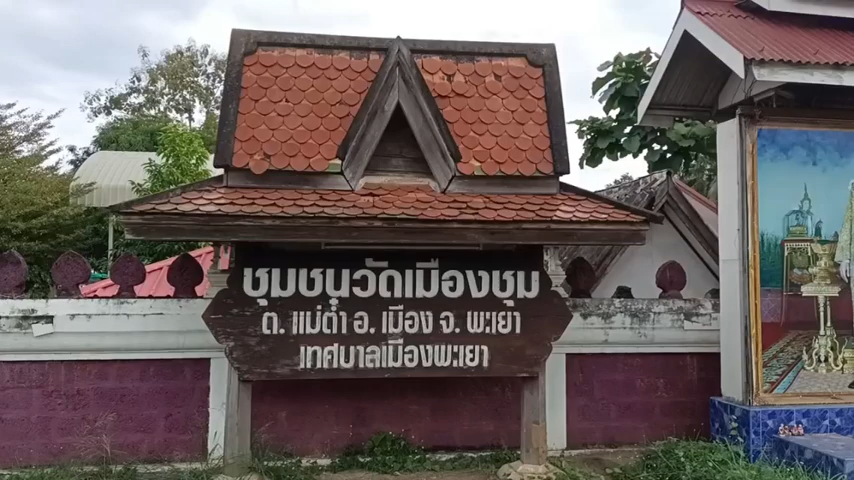 ชุมชนวัดเมืองชุม
ต. แม่ต๋ำ อ. เมือง จ. พะเยา
เทศบาลเมืองพะเยา